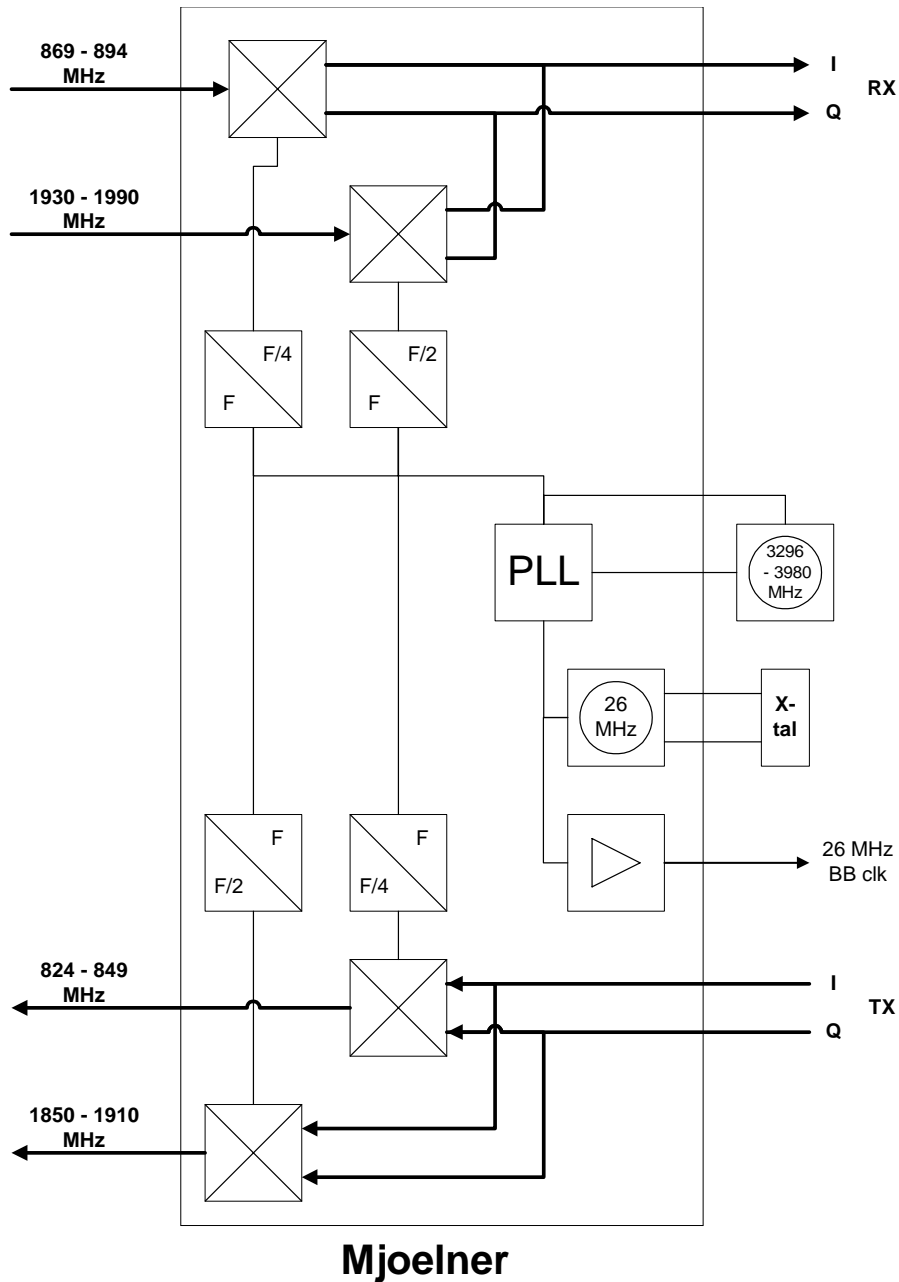 869 - 894
MHz
I
RX
Q
1930 - 1990
MHz
F/4
F
F/2
F
PLL
3296
- 3980
MHz
26
MHz
X-
tal
F
F/2
F
F/4
26 MHz
BB clk
824 - 849
MHz
I
TX
Q
1850 - 1910
MHz
Mjoelner